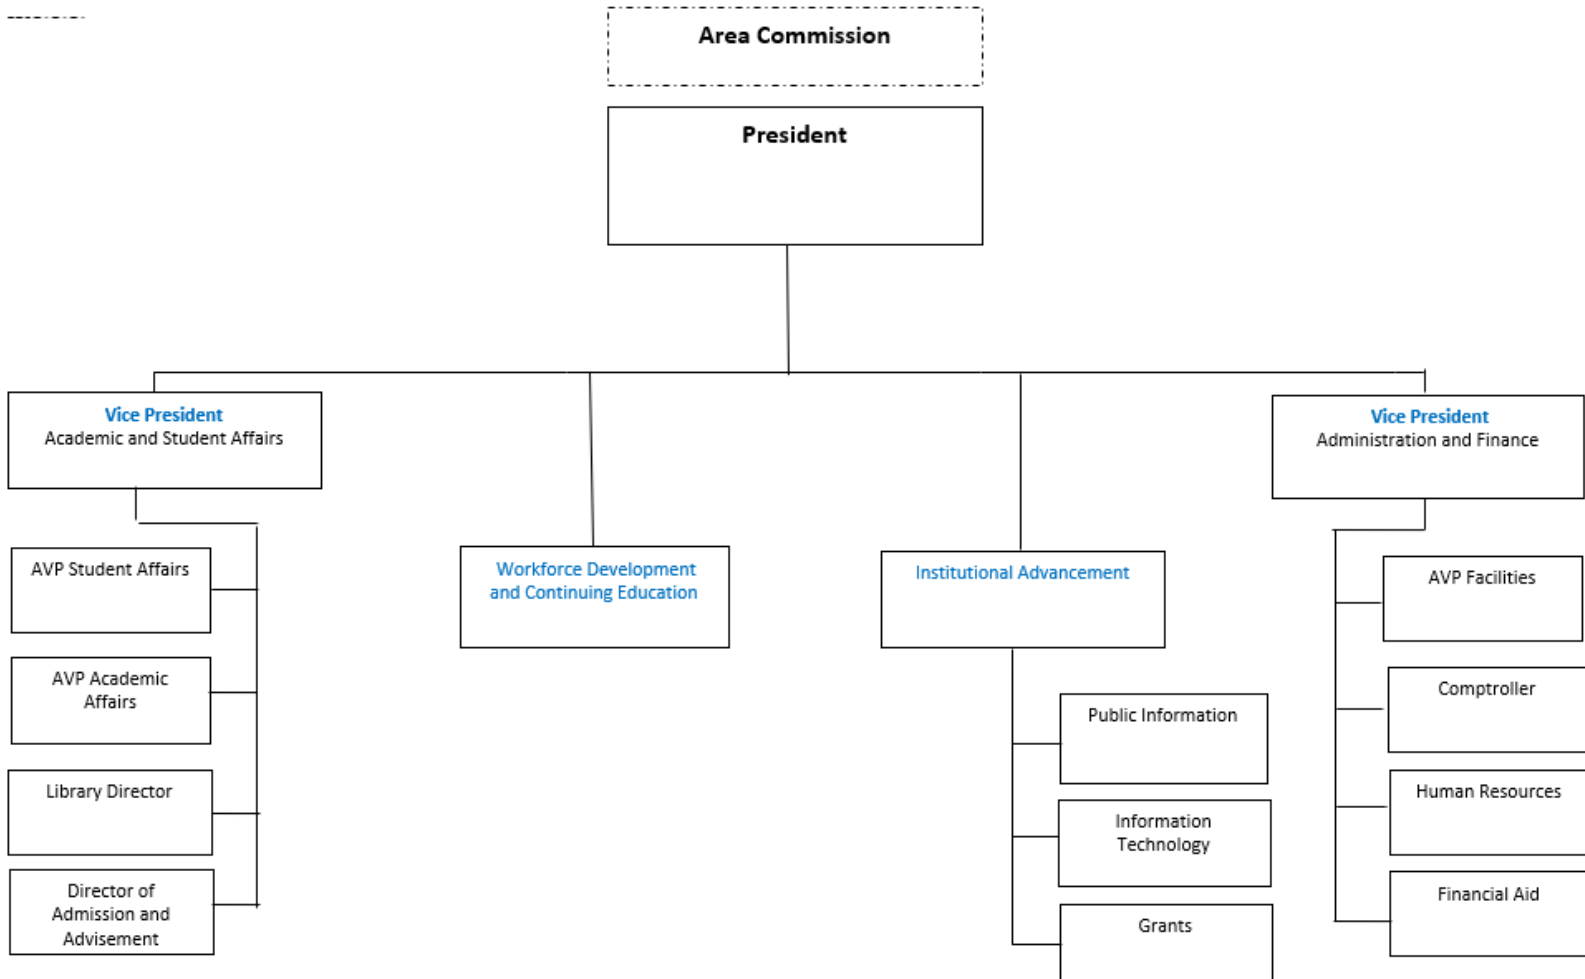 Area Commission
President
Vice President
Academic and Student Affairs
Vice President
Administration and Finance
AVP Student Affairs
AVP Academic
Affairs
Library Director
Director of
Admission and
Advisement
Workforce Development
and Continuing Education
Institutional Advancement
Public Information
Information
Technology
Grants
AVP Facilities
Comptroller
Human Resources
Financial Aid